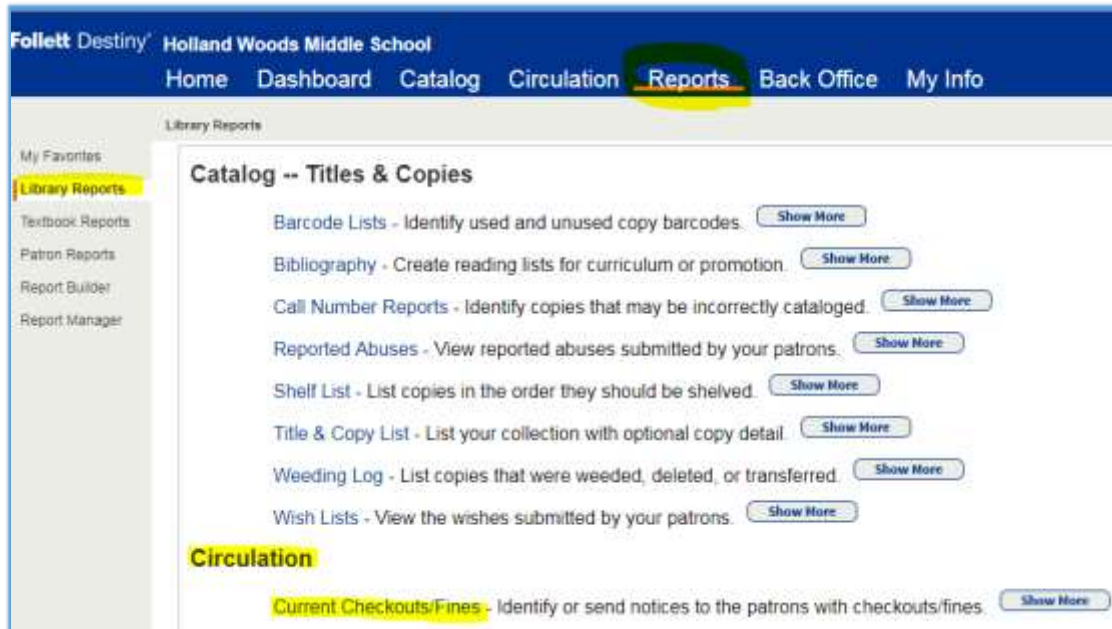 Follett Destiny® Holland Woods Middle School
Home Dashboard Catalog Circulation Reports Back Office My Info
Library Reports
My Favorites
Library Reports
Textbook Reports
Patron Reports
Report Builder
Report Manager
Catalog -- Titles & Copies
Barcode Lists - Identify used and unused copy barcodes. Show More
Bibliography - Create reading lists for curriculum or promotion. Show More
Call Number Reports - Identify copies that may be incorrectly cataloged. Show More
Reported Abuses - View reported abuses submitted by your patrons. Show More
Shelf List - List copies in the order they should be shelved. Show More
Title & Copy List - List your collection with optional copy detail. Show More
Weeding Log - List copies that were weeded, deleted, or transferred. Show More
Wish Lists - View the wishes submitted by your patrons. Show More
Circulation
Current Checkouts/Fines - Identify or send notices to the patrons with checkouts/fines. Show More